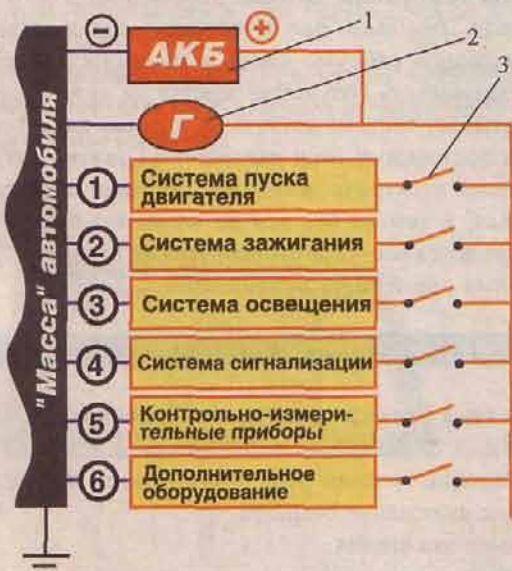 − АКБ + 1
Г 2
3
"Масса" автомобиля
1 Система пуска
двигателя
2 Система зажигания
3 Система освещения
4 Система сигнализации
5 Контрольно-измери-
тельные приборы
6 Дополнительное
оборудование